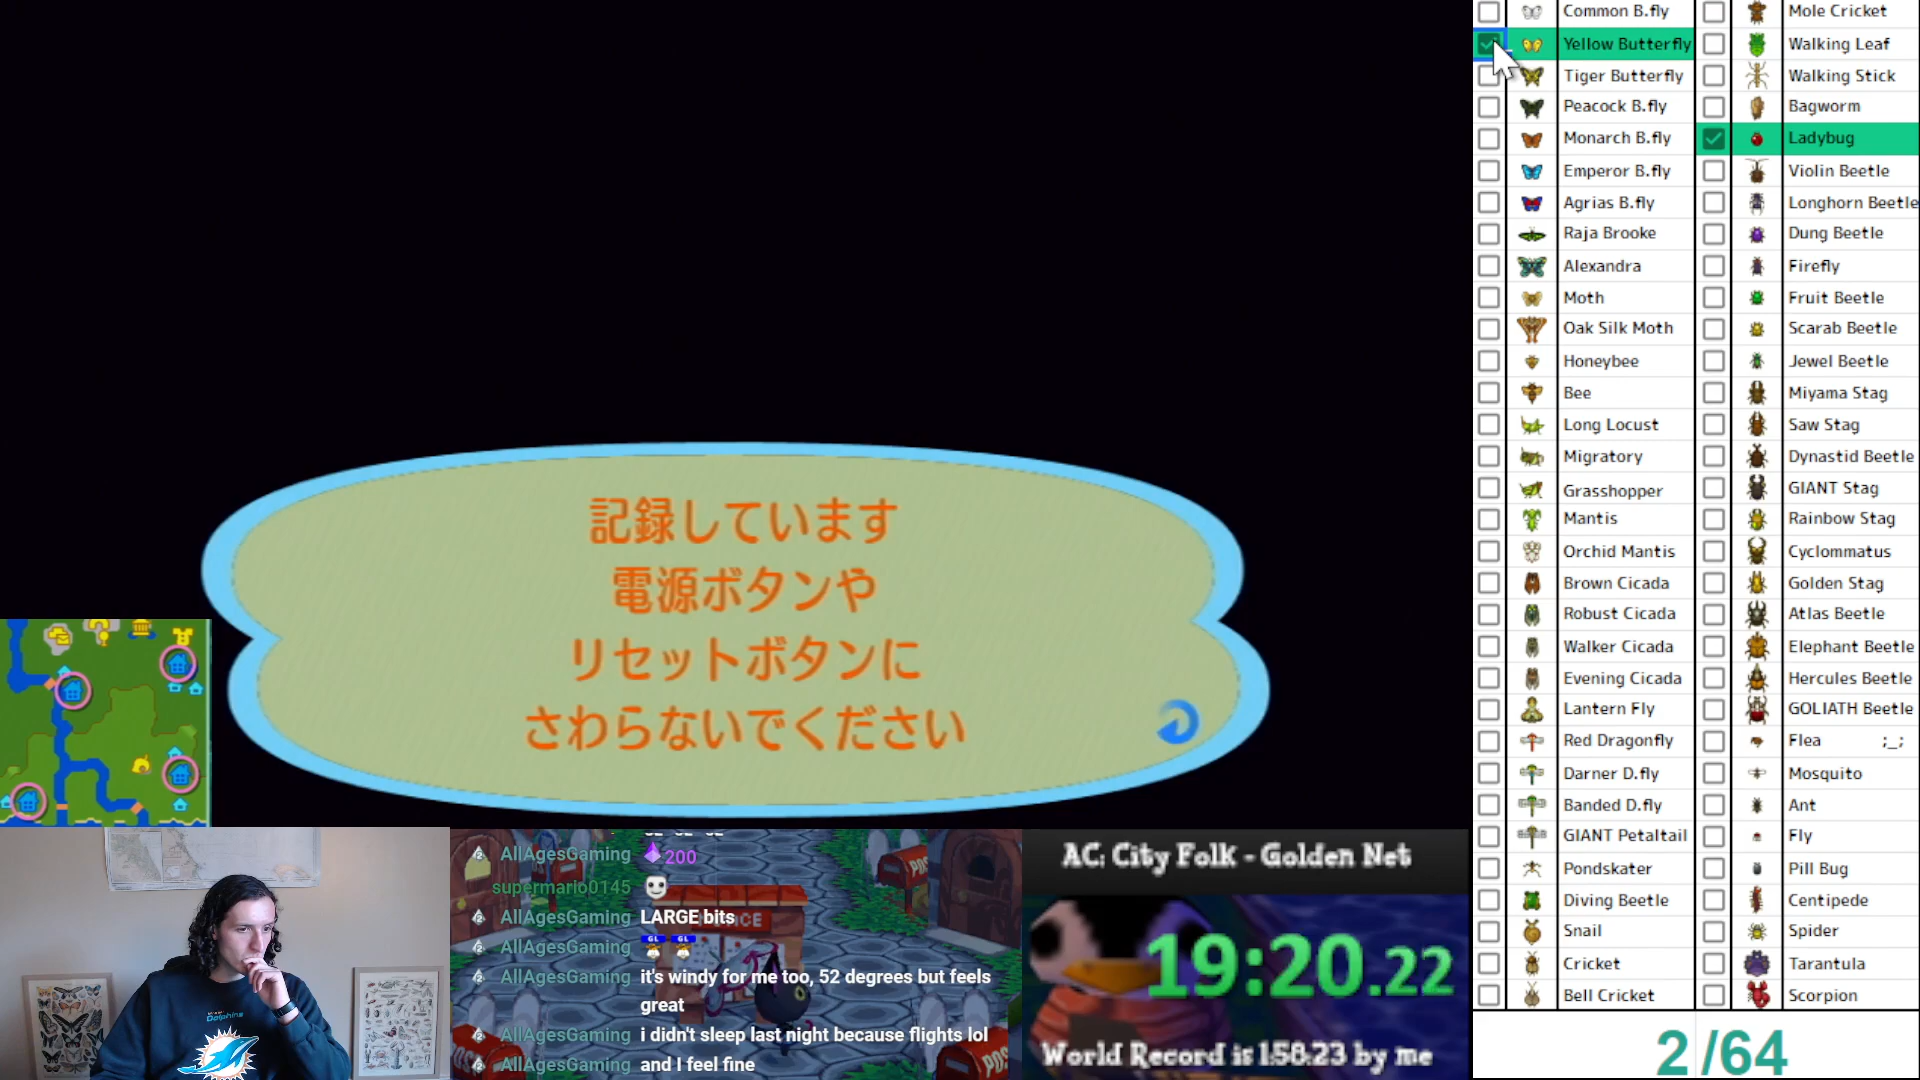 Common B.fly
Yellow Butterfly
Tiger Butterfly
Peacock B.fly
Monarch B.fly
Emperor B.fly
Agrias B.fly
Raja Brooke
Alexandra
Moth
Oak Silk Moth
Honeybee
Bee
Long Locust
Migratory
Grasshopper
Mantis
Orchid Mantis
Brown Cicada
Robust Cicada
Walker Cicada
Evening Cicada
Lantern Fly
Red Dragonfly
Darner D.fly
Banded D.fly
GIANT Petaltail
Pondskater
Diving Beetle
Snail
Cricket
Bell Cricket
Mole Cricket
Walking Leaf
Walking Stick
Bagworm
Ladybug
Violin Beetle
Longhorn Beetle
Dung Beetle
Firefly
Fruit Beetle
Scarab Beetle
Jewel Beetle
Miyama Stag
Saw Stag
Dynastid Beetle
GIANT Stag
Rainbow Stag
Cyclommatus
Golden Stag
Atlas Beetle
Elephant Beetle
Hercules Beetle
GOLIATH Beetle
Flea ;_;
Mosquito
Ant
Fly
Pill Bug
Centipede
Spider
Tarantula
Scorpion
2 /64
記録しています
電源ボタンや
リセットボタンに
さわらないでください
AllAgesGaming 200
supermario0145
AllAgesGaming LARGE bits
AllAgesGaming
AllAgesGaming it's windy for me too, 52 degrees but feels
great
AllAgesGaming i didn't sleep last night because flights lol
AllAgesGaming and I feel fine
AC: City Folk - Golden Net
19:20.22
World Record is 1:58:23 by me